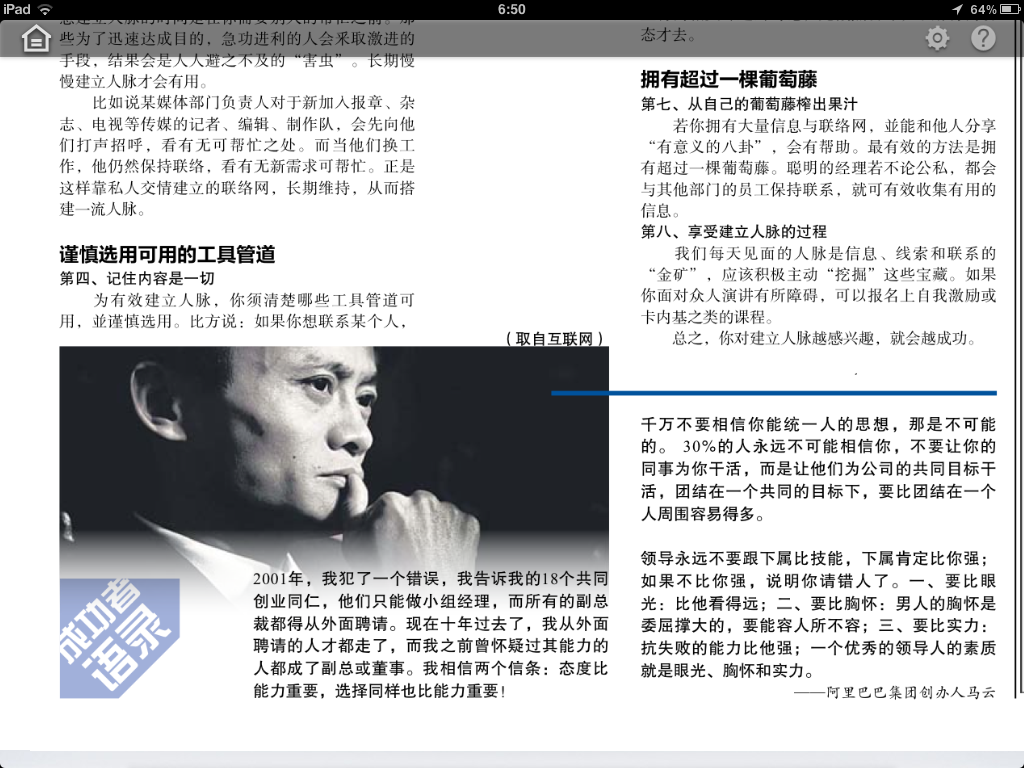 iPad
6:50
64%
些为了迅速达成目的，急功进利的人会采取激进的
手段，结果会是人人避之不及的“害虫”。长期慢
慢建立人脉才会有用。
比如说某媒体部门负责人对于新加入报章、杂
志、电视等传媒的记者、编辑、制作队，会先向他
们打声招呼，看有无可帮忙之处。而当他们换工
作，他仍然保持联络，看有无新需求可帮忙。正是
这样靠私人交情建立的联络网，长期维持，从而搭
建一流人脉。
谨慎选用可用的工具管道
第四、记住内容是一切
为有效建立人脉，你须清楚哪些工具管道可
用，並谨慎选用。比方说：如果你想联系某个人，
态才去。
拥有超过一棵葡萄藤
第七、从自己的葡萄藤榨出果汁
若你拥有大量信息与联络网，並能和他人分享
“有意义的八卦”，会有帮助。最有效的方法是拥
有超过一棵葡萄藤。聪明的经理若不论公私，都会
与其他部门的员工保持联系，就可有效收集有用的
信息。
第八、享受建立人脉的过程
我们每天见面的人脉是信息、线索和联系的
“金矿”，应该积极主动“挖掘”这些宝藏。如果
你面对众人演讲有所障碍，可以报名上自我激励或
卡内基之类的课程。
总之，你对建立人脉越感兴趣，就会越成功。
（取自互联网）
成功者
语录
2001年，我犯了一个错误，我告诉我的18个共同
创业同仁，他们只能做小组经理，而所有的副总
裁都得从外面聘请。现在十年过去了，我从外面
聘请的人才都走了，而我之前曾怀疑过其能力的
人都成了副总或董事。我相信两个信条：态度比
能力重要，选择同样也比能力重要！
千万不要相信你能统一人的思想，那是不可能
的。 30%的人永远不可能相信你，不要让你的
同事为你干活，而是让他们为公司的共同目标干
活，团结在一个共同的目标下，要比团结在一个
人周围容易得多。
领导永远不要跟下属比技能，下属肯定比你强；
如果不比你强，说明你请错人了。一、要比眼
光：比他看得远；二、要比胸怀：男人的胸怀是
委屈撑大的，要能容人所不容；三、要比实力：
抗失败的能力比他强；一个优秀的领导人的素质
就是眼光、胸怀和实力。
——阿里巴巴集团创办人马云